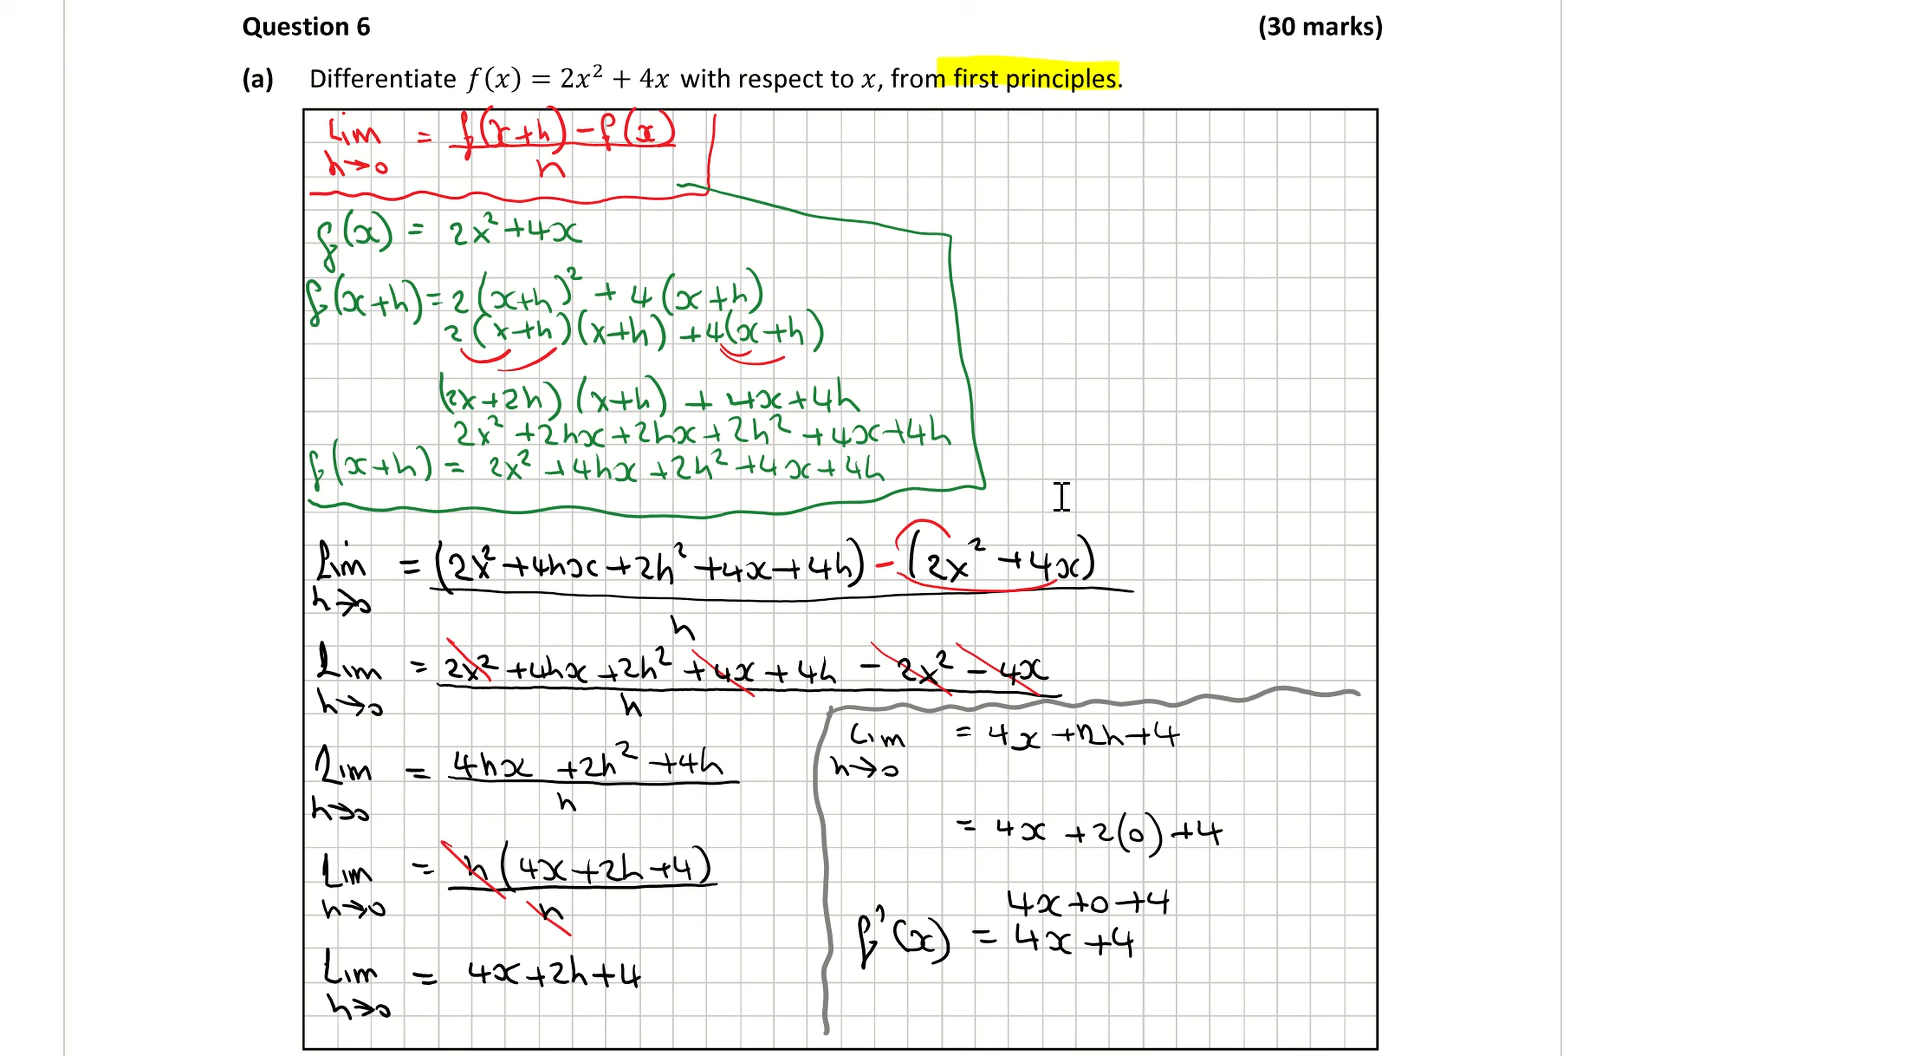 Question 6 (30 marks)
(a) Differentiate f(x) = 2x² + 4x with respect to x, from first principles.
Lim = f(x+h) - f(x)
h→0 h
f(x) = 2x² + 4x
f(x+h) = 2(x+h)² + 4(x+h)
2(x+h)(x+h) + 4(x+h)
(2x+2h)(x+h) + 4x + 4h
2x² + 2hx + 2hx + 2h² + 4x + 4h
f(x+h) = 2x² + 4hx + 2h² + 4x + 4h
Lim = (2x² + 4hx + 2h² + 4x + 4h) - (2x² + 4x)
h→0
h
Lim = 2x² + 4hx + 2h² + 4x + 4h - 2x² - 4x
h→0 h
Lim = 4hx + 2h² + 4h
h→0 h
Lim = h(4x + 2h + 4)
h→0 h
Lim = 4x + 2h + 4
h→0
Lim = 4x + 2h + 4
h→0
= 4x + 2(0) + 4
4x + 0 + 4
f'(x) = 4x + 4